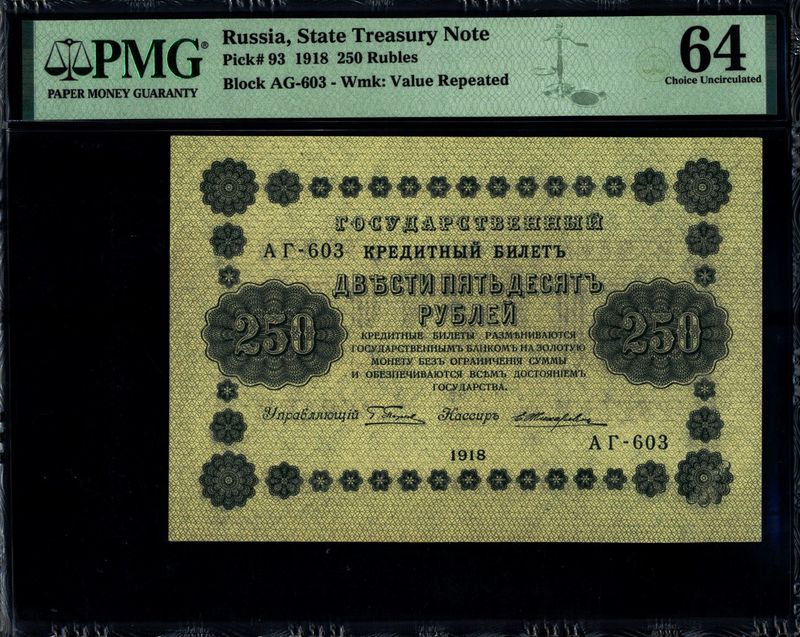 PMG®
PAPER MONEY GUARANTY
Russia, State Treasury Note
Pick# 93 1918 250 Rubles
Block AG-603 - Wmk: Value Repeated
64
Choice Uncirculated
ГОСУДАРСТВЕННЫЙ
АГ-603 КРЕДИТНЫЙ БИЛЕТЪ
ДВѢСТИ ПЯТЬДЕСЯТЪ
РУБЛЕЙ
250
250
КРЕДИТНЫЕ БИЛЕТЫ РАЗМѢНИВАЮТСЯ
ГОСУДАРСТВЕННЫМЪ БАНКОМЪ НА ЗОЛОТУЮ
МОНЕТУ БЕЗЪ ОГРАНИЧЕНІЯ СУММЫ
И ОБЕЗПЕЧИВАЮТСЯ ВСѢМЪ ДОСТОЯНІЕМЪ
ГОСУДАРСТВА.
Управляющій Кассиръ
АГ-603
1918